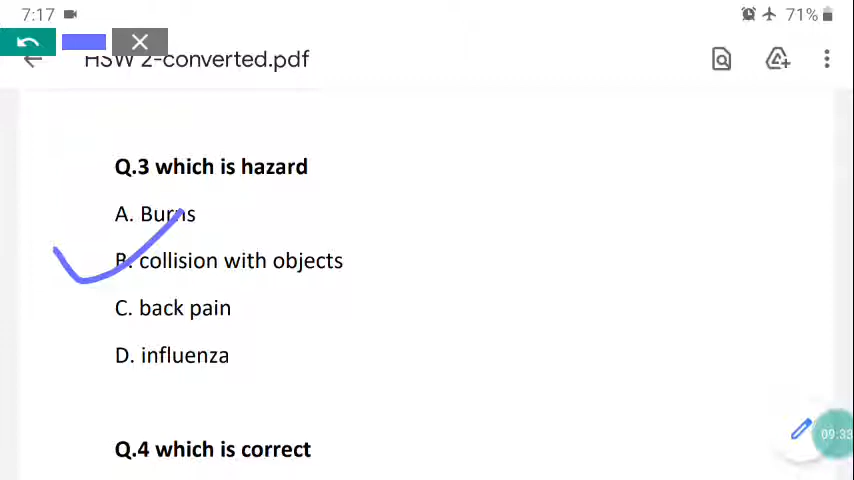 7:17 71%
HSW 2-converted.pdf
Q.3 which is hazard
A. Burns
B. collision with objects
C. back pain
D. influenza
Q.4 which is correct
09:33